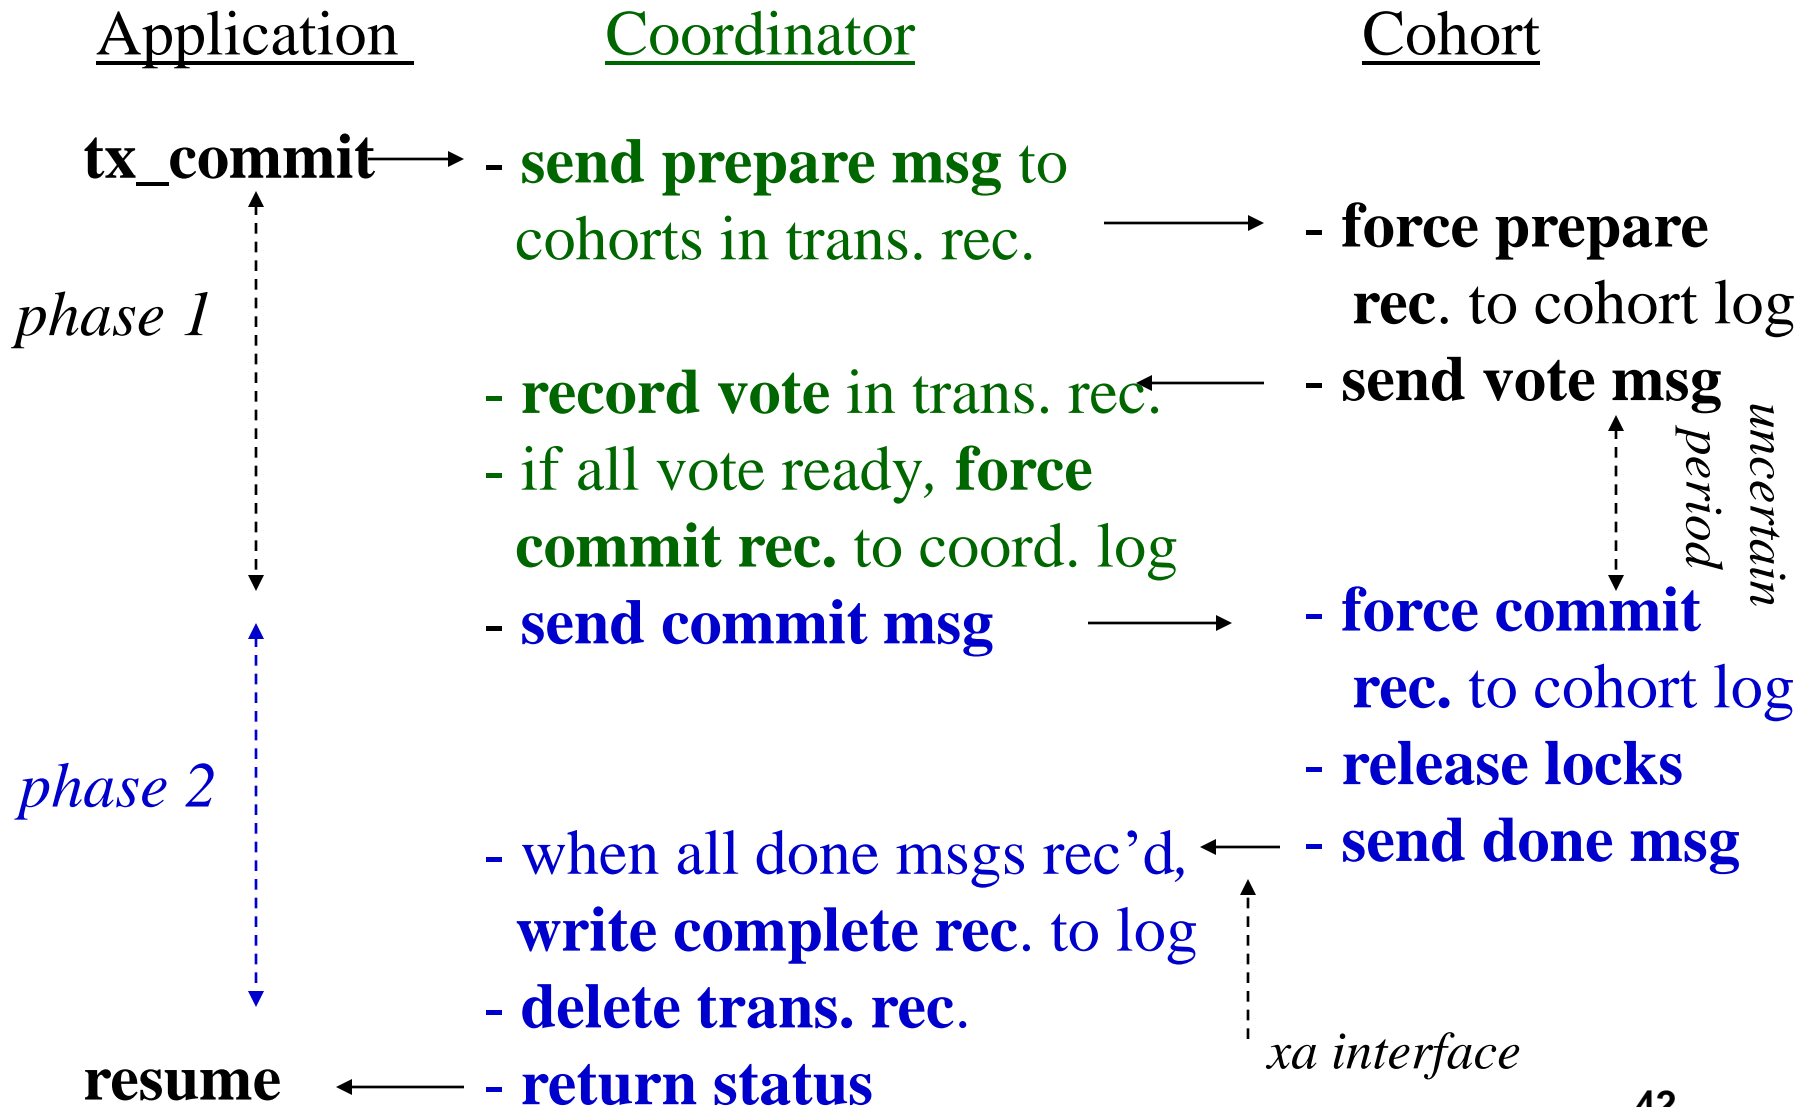 Application Coordinator Cohort
tx_commit
- send prepare msg to
cohorts in trans. rec.
- force prepare
rec. to cohort log
phase 1
- record vote in trans. rec.
- send vote msg
- if all vote ready, force
commit rec. to coord. log
uncertain
period
- send commit msg
- force commit
rec. to cohort log
- release locks
phase 2
- send done msg
- when all done msgs rec’d,
write complete rec. to log
- delete trans. rec.
xa interface
resume
- return status
42